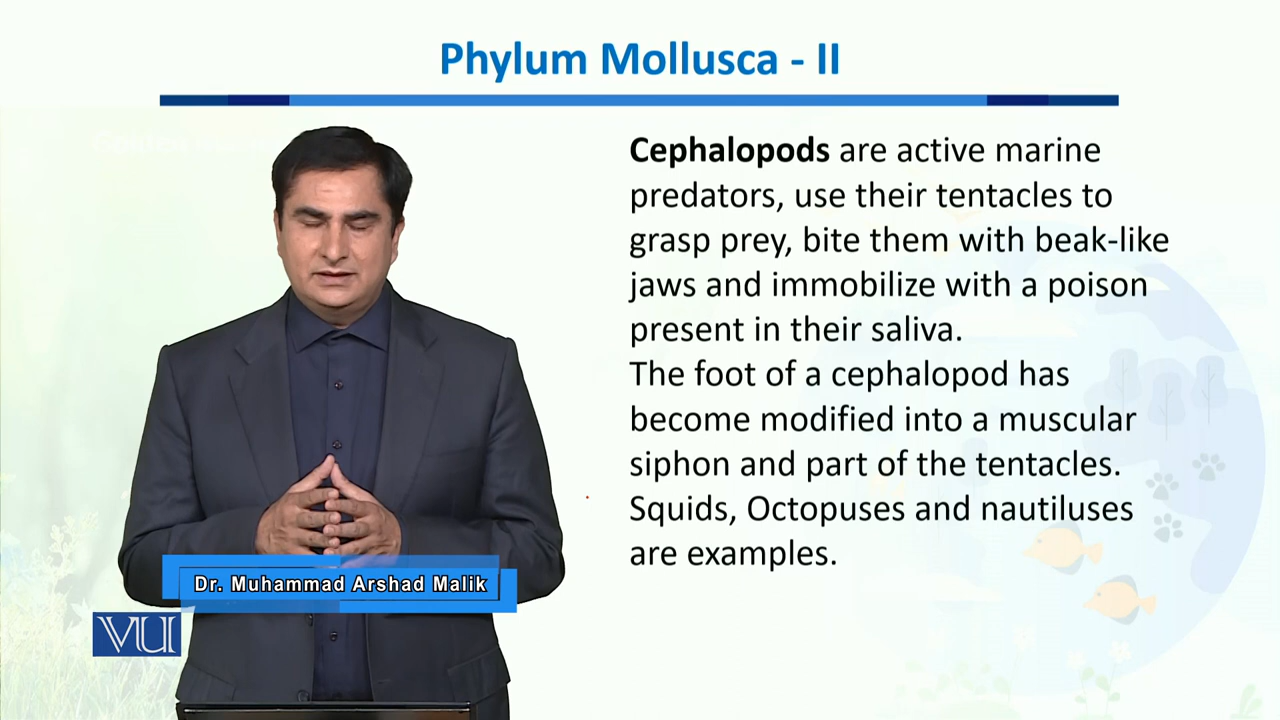 Phylum Mollusca - II
Cephalopods are active marine
predators, use their tentacles to
grasp prey, bite them with beak-like
jaws and immobilize with a poison
present in their saliva.
The foot of a cephalopod has
become modified into a muscular
siphon and part of the tentacles.
Squids, Octopuses and nautiluses
are examples.
Dr. Muhammad Arshad Malik
VU